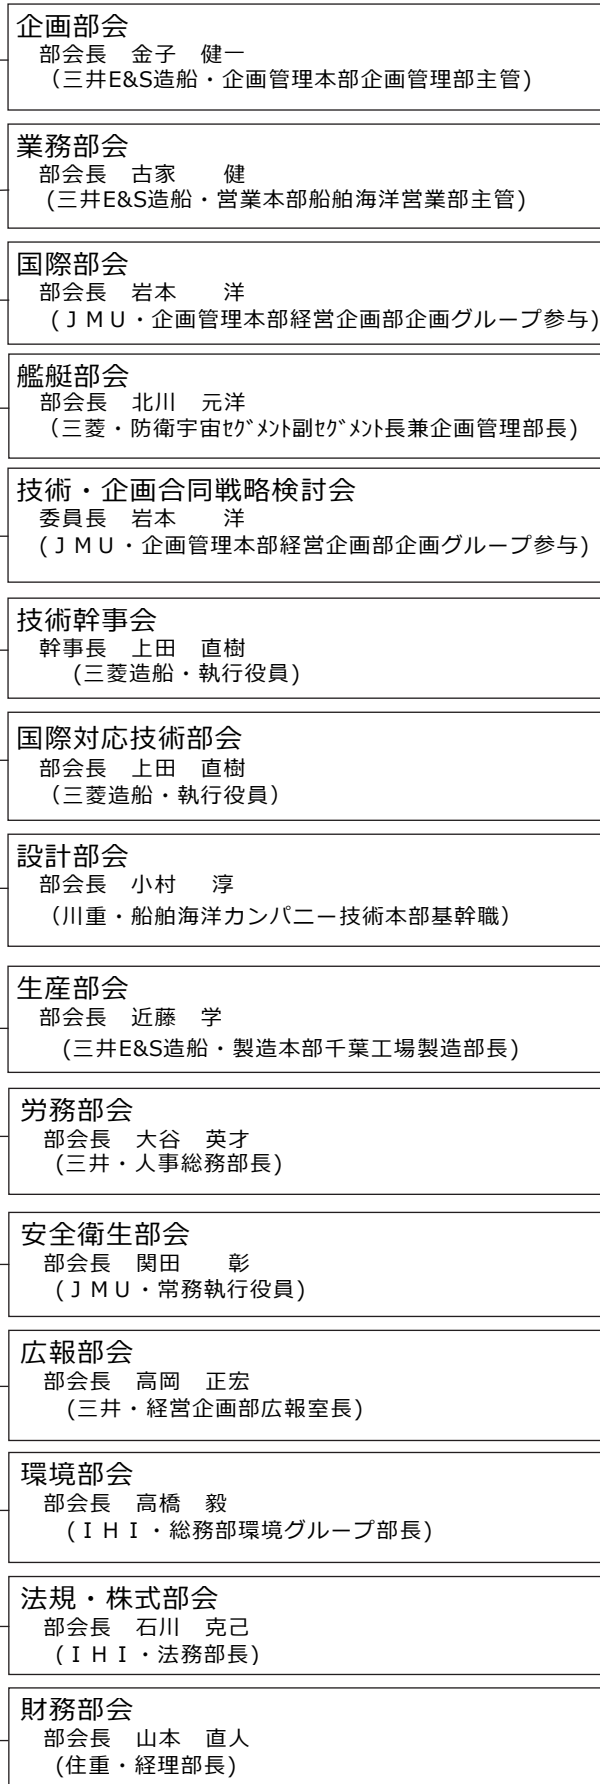 企画部会
部会長　金子　健一
（三井E&S造船・企画管理本部企画管理部主管)
業務部会
部会長　古家　　健
(三井E&S造船・営業本部船舶海洋営業部主管)
国際部会
部会長　岩本　　洋
(ＪＭＵ・企画管理本部経営企画部企画グループ参与)
艦艇部会
部会長　北川　元洋
（三菱・防衛宇宙ｾｸﾞﾒﾝﾄ副ｾｸﾞﾒﾝﾄ長兼企画管理部長)
技術・企画合同戦略検討会
委員長　岩本　　洋
(ＪＭＵ・企画管理本部経営企画部企画グループ参与)
技術幹事会
幹事長　上田　直樹
(三菱造船・執行役員)
国際対応技術部会
部会長　上田　直樹
（三菱造船・執行役員）
設計部会
部会長　小村　淳
（川重・船舶海洋カンパニー技術本部基幹職）
生産部会
部会長　近藤　学
(三井E&S造船・製造本部千葉工場製造部長)
労務部会
部会長　大谷　英才
(三井・人事総務部長)
安全衛生部会
部会長　関田　　彰
(ＪＭＵ・常務執行役員)
広報部会
部会長　高岡　正宏
(三井・経営企画部広報室長)
環境部会
部会長　高橋　毅
(ＩＨＩ・総務部環境グループ部長)
法規・株式部会
部会長　石川　克己
(ＩＨＩ・法務部長)
財務部会
部会長　山本　直人
(住重・経理部長)